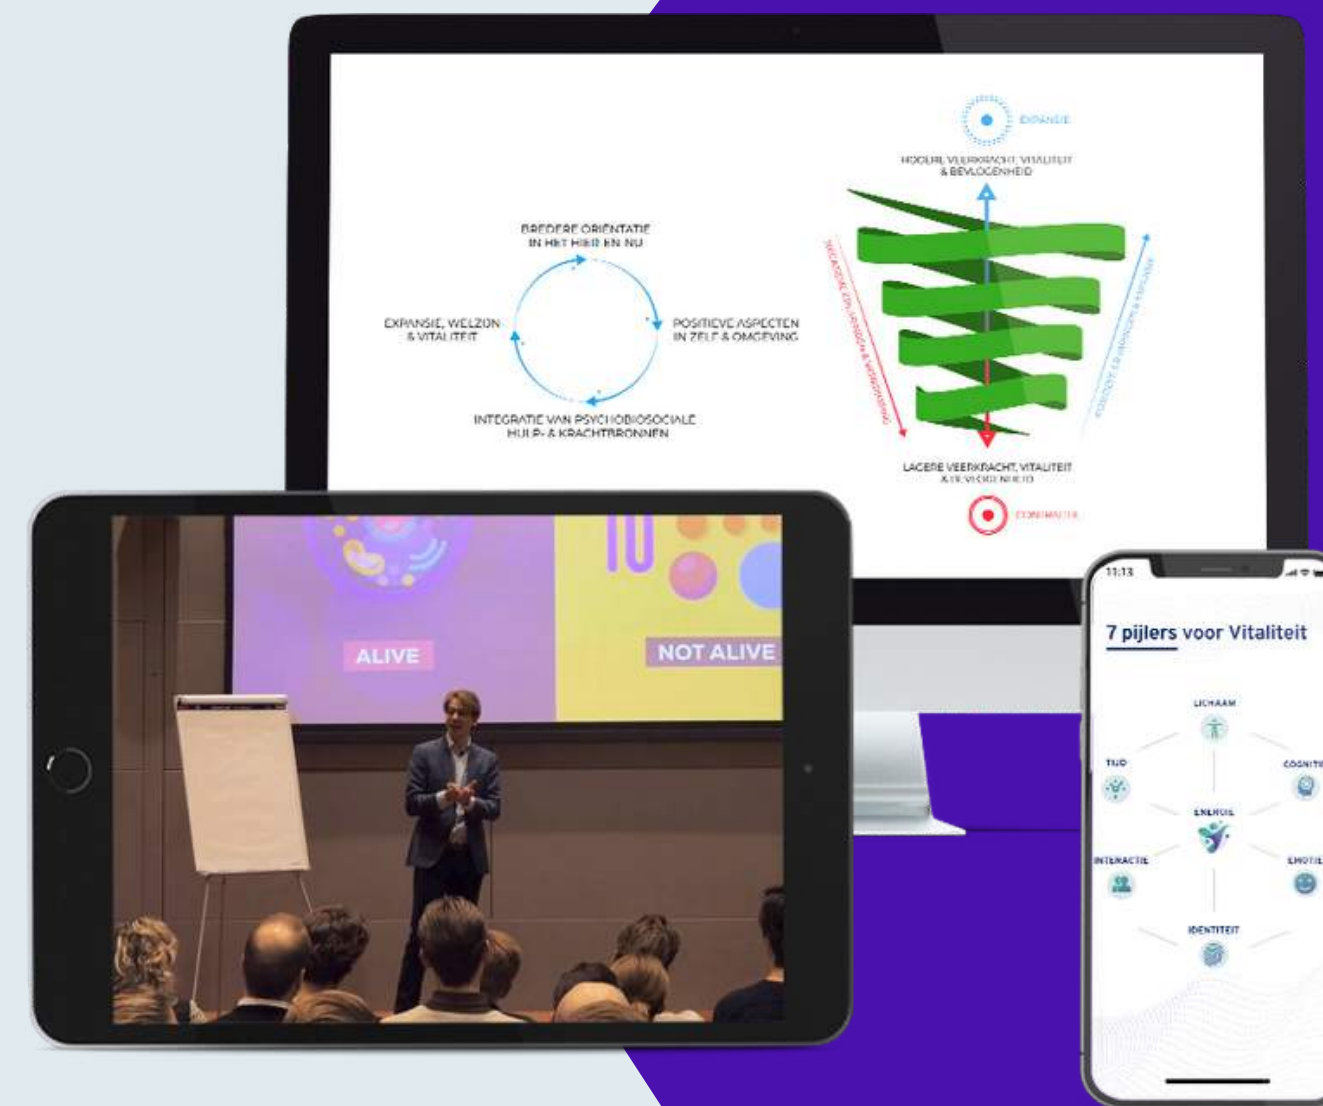 EXPANSIE
HOGERE VEERKRACHT, VITALITEIT
& BEVLOGENHEID
BREDERE ORIËNTATIE
IN HET HIER EN NU
EXPANSIE, WELZIJN
& VITALITEIT
POSITIEVE ASPECTEN
IN ZELF & OMGEVING
INTEGRATIE VAN PSYCHOBIOSOCIALE
HULP- & KRACHTBRONNEN
LAGERE VEERKRACHT, VITALITEIT
& BEVLOGENHEID
CONTRACTIE
ALIVE
NOT ALIVE
11:13
7 pijlers voor Vitaliteit
LICHAAM
TIJD
COGNITIE
ENERGIE
INTERACTIE
EMOTIE
IDENTITEIT